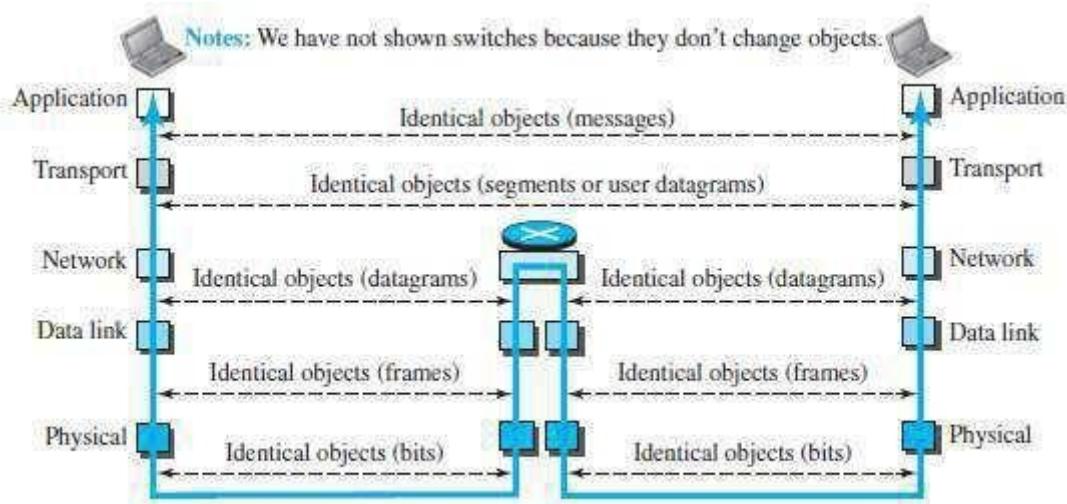 Notes: We have not shown switches because they don't change objects.
Application
Application
Identical objects (messages)
Transport
Transport
Identical objects (segments or user datagrams)
Network
Network
Identical objects (datagrams)
Identical objects (datagrams)
Data link
Data link
Identical objects (frames)
Identical objects (frames)
Physical
Physical
Identical objects (bits)
Identical objects (bits)